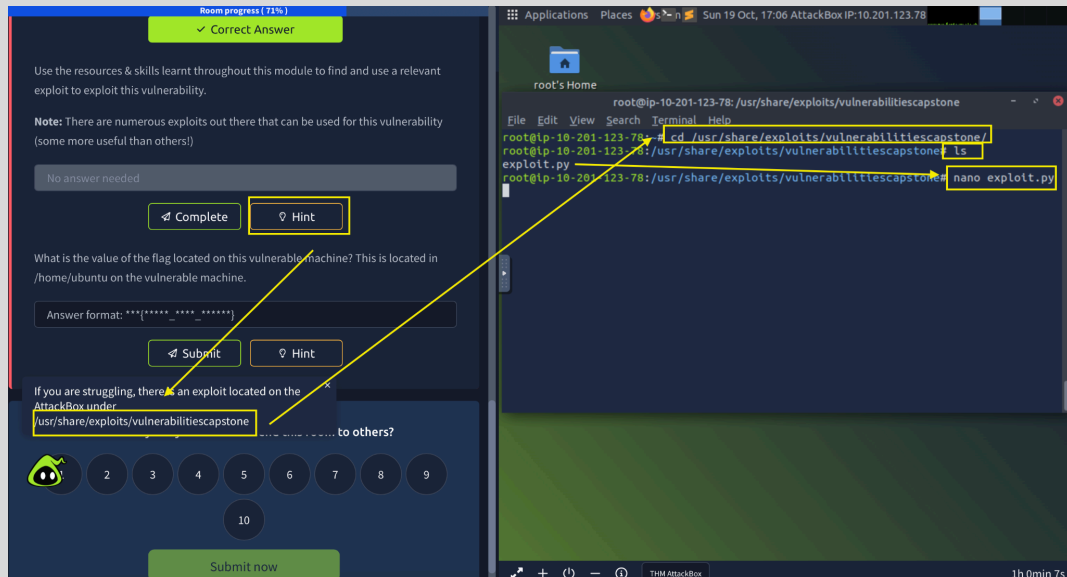 Room progress ( 71% )
✓ Correct Answer
Use the resources & skills learnt throughout this module to find and use a relevant
exploit to exploit this vulnerability.
Note: There are numerous exploits out there that can be used for this vulnerability
(some more useful than others!)
No answer needed
Complete
Hint
What is the value of the flag located on this vulnerable machine? This is located in
/home/ubuntu on the vulnerable machine.
Answer format: ***{*****_****_******}
Submit
Hint
If you are struggling, there is an exploit located on the
AttackBox under
/usr/share/exploits/vulnerabilitiescapstone
to others?
2 3 4 5 6 7 8 9
10
Submit now
Applications Places Sun 19 Oct, 17:06 AttackBox IP:10.201.123.78
root's Home
root@ip-10-201-123-78: /usr/share/exploits/vulnerabilitiescapstone
File Edit View Search Terminal Help
root@ip-10-201-123-78:~# cd /usr/share/exploits/vulnerabilitiescapstone/
root@ip-10-201-123-78:/usr/share/exploits/vulnerabilitiescapstone# ls
exploit.py
root@ip-10-201-123-78:/usr/share/exploits/vulnerabilitiescapstone# nano exploit.py
THM AttackBox
1h 0min 7s